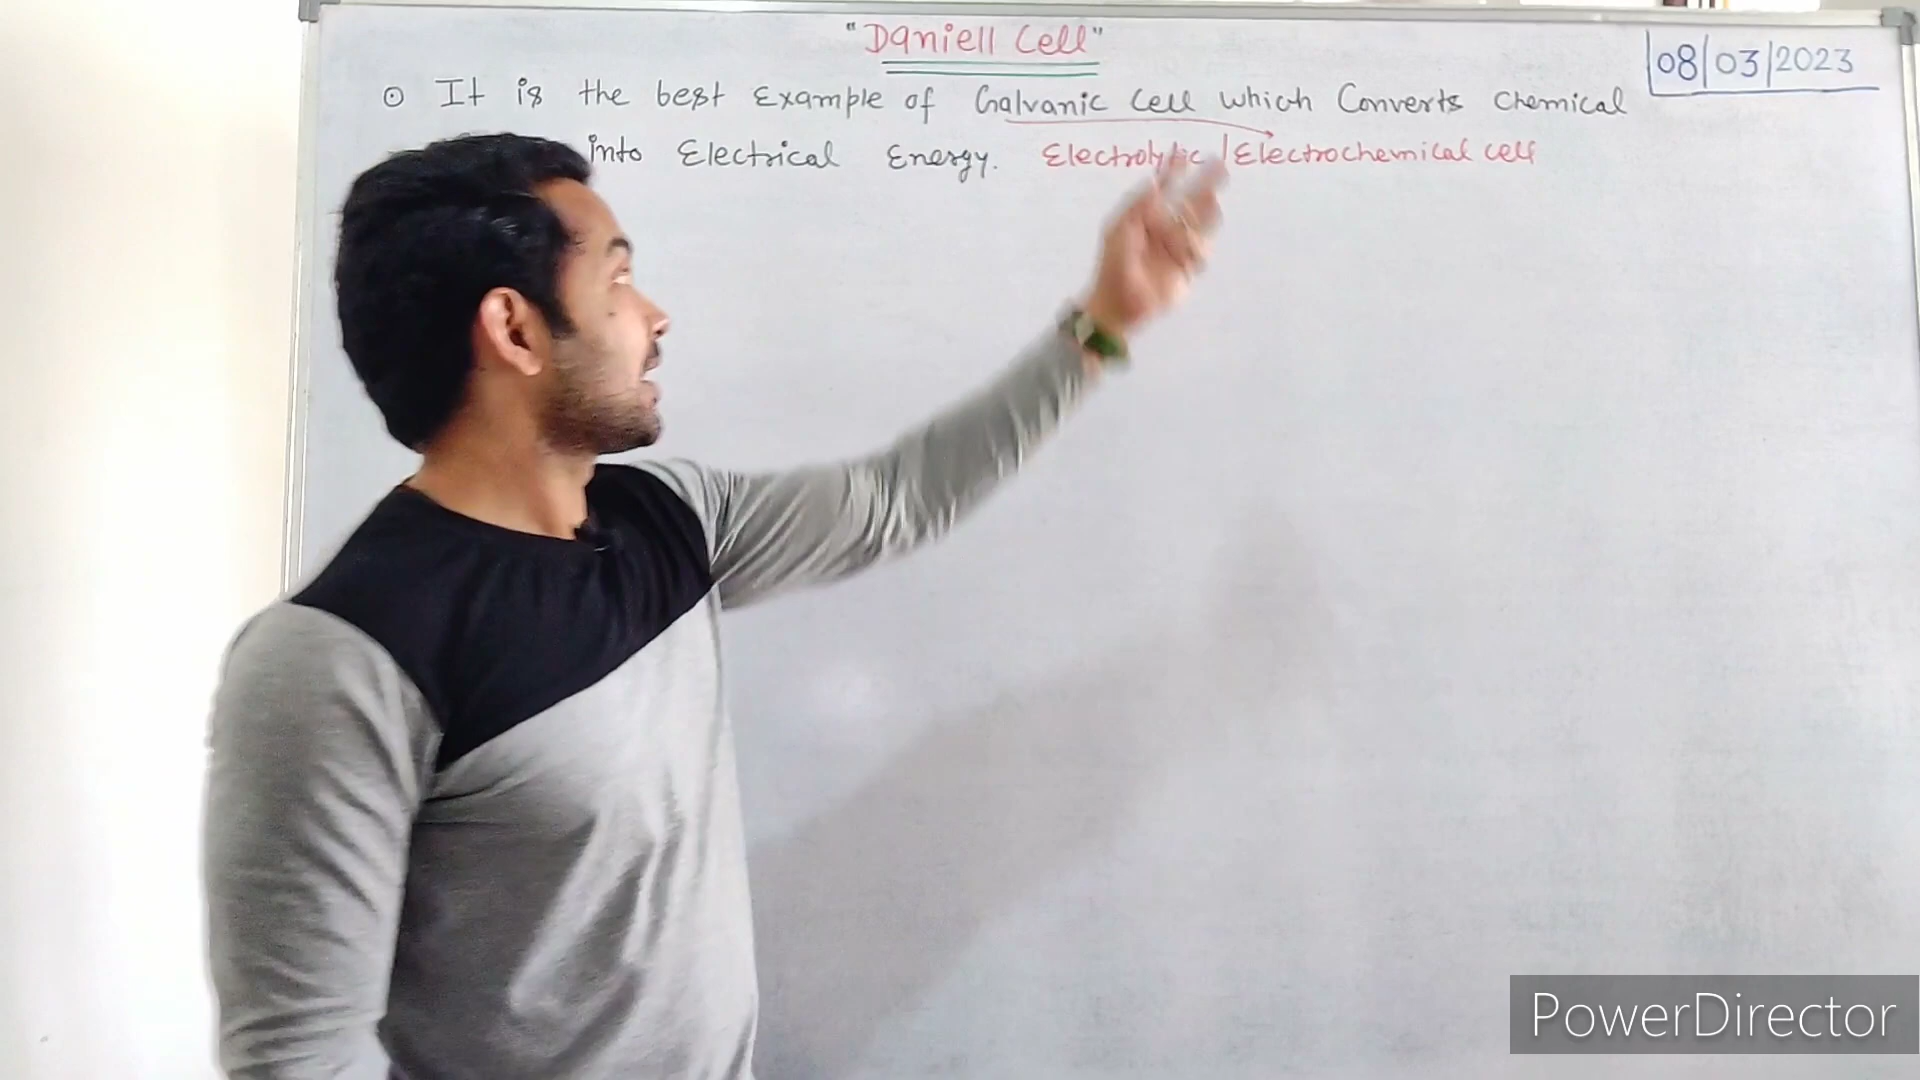 "Daniell Cell"
08/03/2023
⊙ It is the best Example of Galvanic Cell which Converts Chemical
into Electrical Energy. Electrolytic / Electrochemical cell
PowerDirector